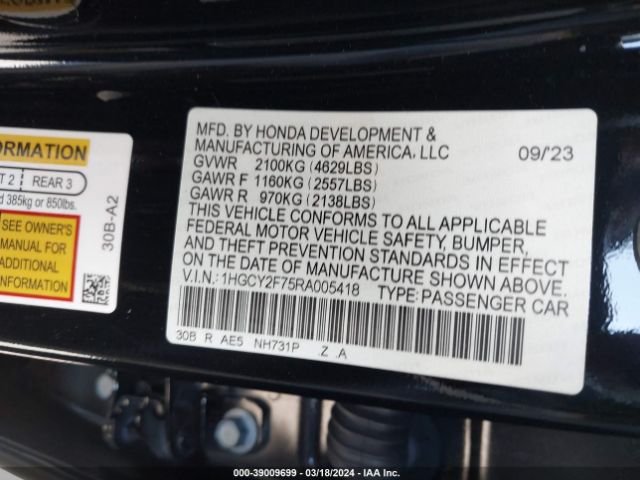 ORMATION
T 2 REAR 3
d 385kg or 850lbs.
SEE OWNER'S
MANUAL FOR
ADDITIONAL
INFORMATION
30B-A2
MFD. BY HONDA DEVELOPMENT &
MANUFACTURING OF AMERICA, LLC 09/'23
GVWR 2100KG (4629LBS)
GAWR F 1160KG (2557LBS)
GAWR R 970KG (2138LBS)
THIS VEHICLE CONFORMS TO ALL APPLICABLE
FEDERAL MOTOR VEHICLE SAFETY, BUMPER,
AND THEFT PREVENTION STANDARDS IN EFFECT
ON THE DATE OF MANUFACTURE SHOWN ABOVE.
V.I.N.: 1HGCY2F75RA005418 TYPE: PASSENGER CAR
30B R AE5 NH731P .Z .A
000-39009699 - 03/18/2024 - IAA Inc.